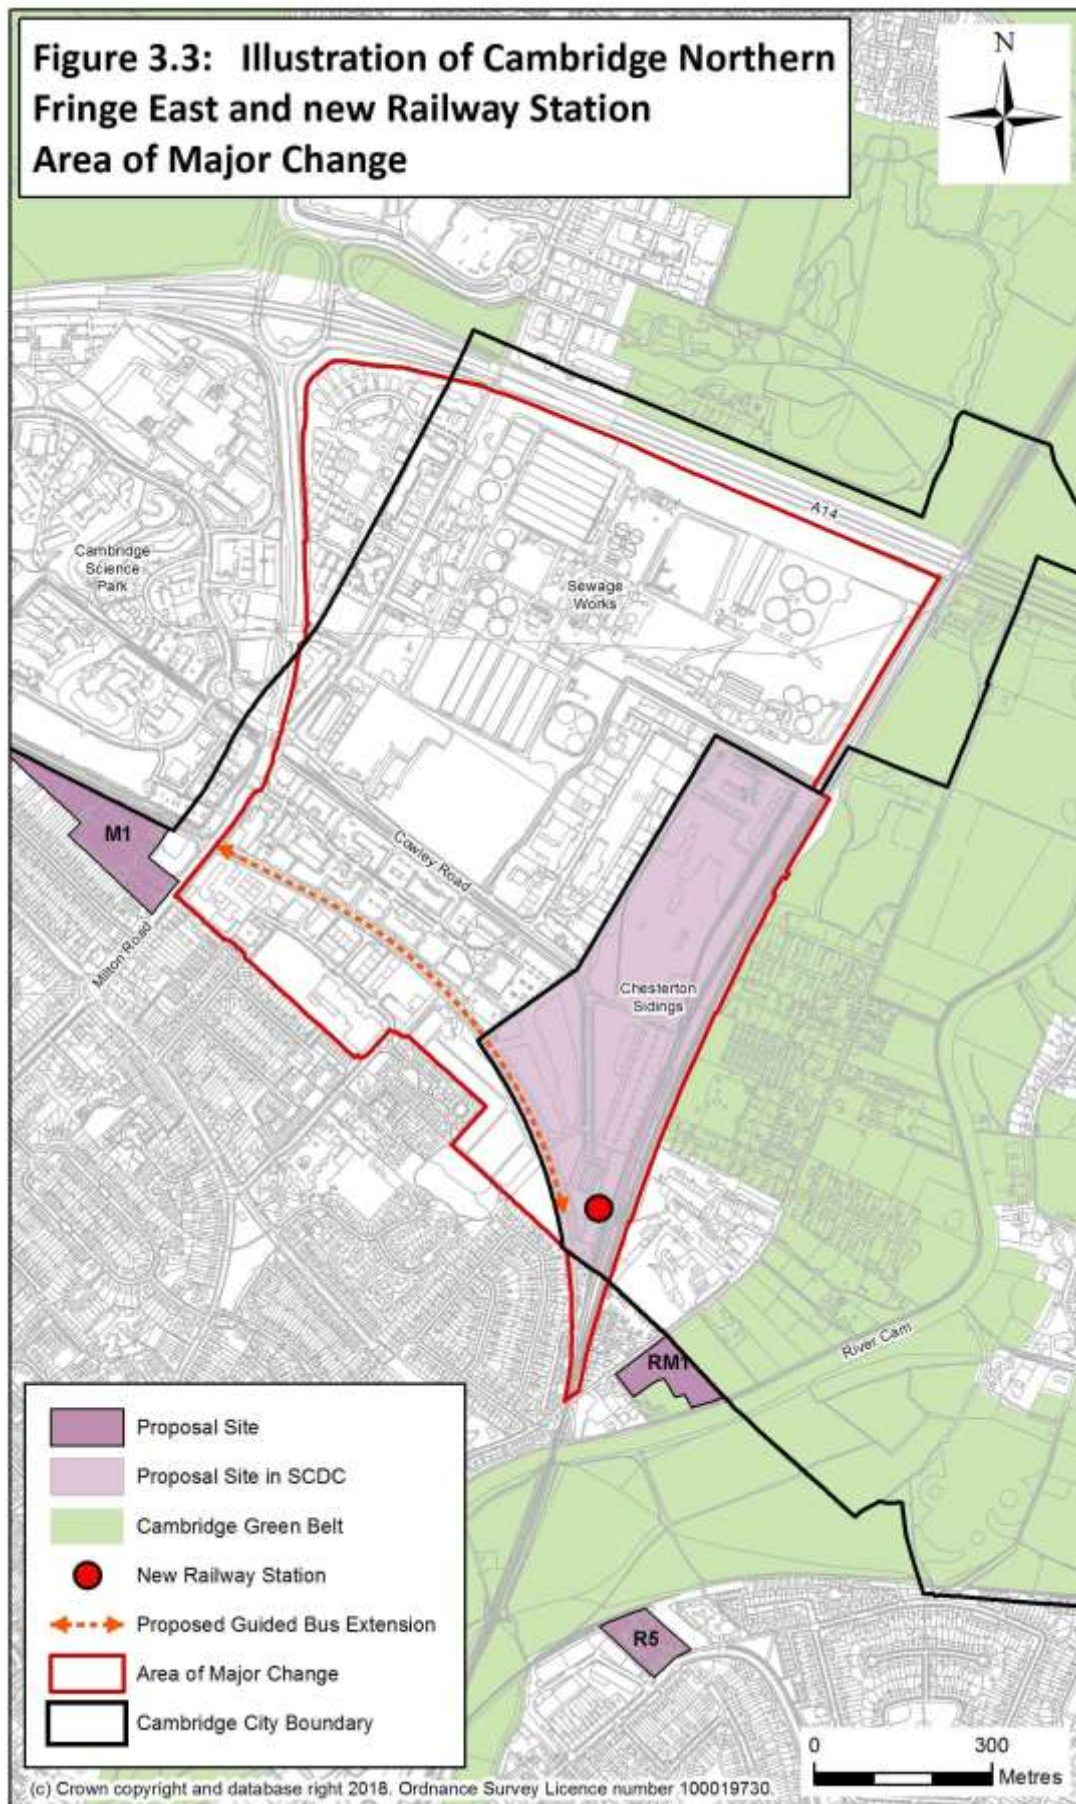 Figure 3.3: Illustration of Cambridge Northern
Fringe East and new Railway Station
Area of Major Change
N
A14
Cambridge
Science
Park
Sewage
Works
M1
Cowley Road
Milton Road
Chesterton
Sidings
River Cam
RM1
R5
Proposal Site
Proposal Site in SCDC
Cambridge Green Belt
New Railway Station
Proposed Guided Bus Extension
Area of Major Change
Cambridge City Boundary
0 300
Metres
(c) Crown copyright and database right 2018. Ordnance Survey Licence number 100019730.